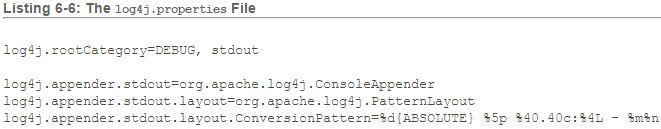 Listing 6-6: The log4j.properties File
log4j.rootCategory=DEBUG, stdout
log4j.appender.stdout=org.apache.log4j.ConsoleAppender
log4j.appender.stdout.layout=org.apache.log4j.PatternLayout
log4j.appender.stdout.layout.ConversionPattern=%d{ABSOLUTE} %5p %40.40c:%4L - %m%n